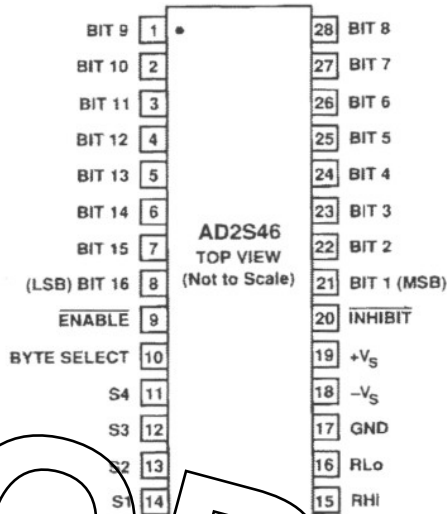 BIT 9 1 28 BIT 8
BIT 10 2 27 BIT 7
BIT 11 3 26 BIT 6
BIT 12 4 25 BIT 5
BIT 13 5 24 BIT 4
BIT 14 6 23 BIT 3
BIT 15 7 22 BIT 2
(LSB) BIT 16 8 21 BIT 1 (MSB)
ENABLE 9 20 INHIBIT
BYTE SELECT 10 19 +VS
S4 11 18 –VS
S3 12 17 GND
S2 13 16 RLo
S1 14 15 RHI
AD2S46
TOP VIEW
(Not to Scale)